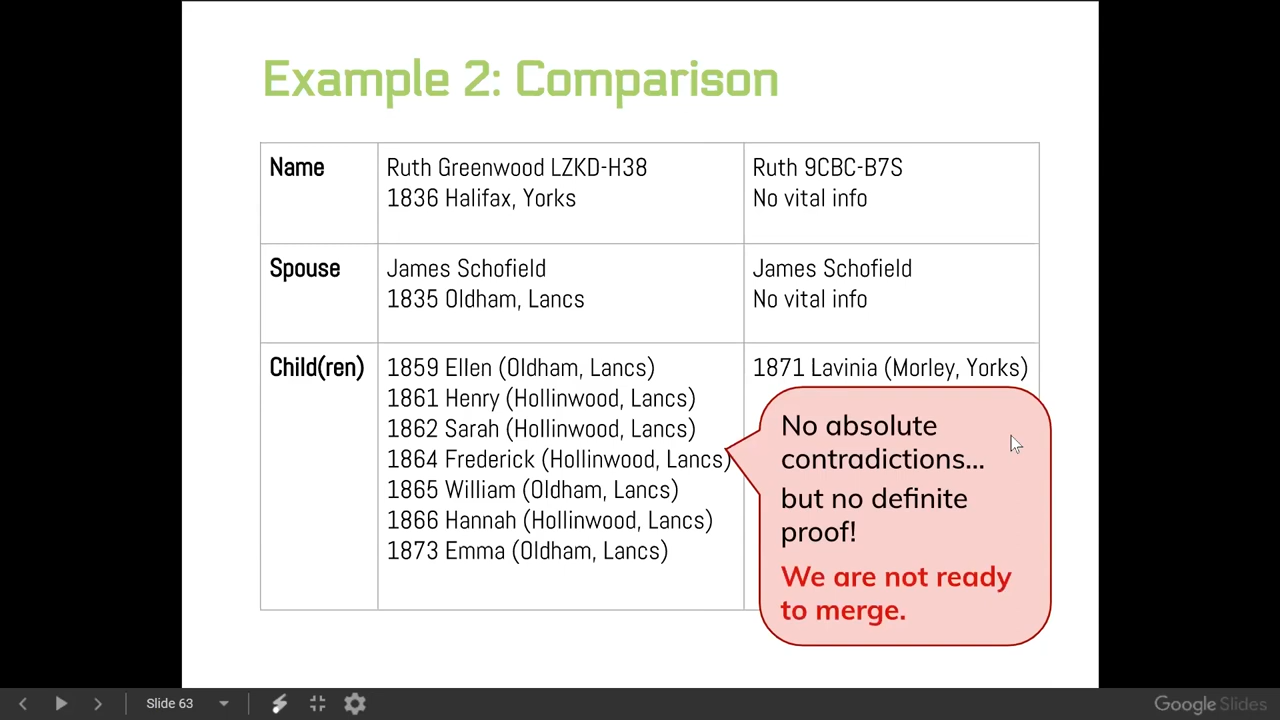 Example 2: Comparison
Name
Ruth Greenwood LZKD-H38
1836 Halifax, Yorks
Ruth 9CBC-B7S
No vital info
Spouse
James Schofield
1835 Oldham, Lancs
James Schofield
No vital info
Child(ren)
1859 Ellen (Oldham, Lancs)
1861 Henry (Hollinwood, Lancs)
1862 Sarah (Hollinwood, Lancs)
1864 Frederick (Hollinwood, Lancs)
1865 William (Oldham, Lancs)
1866 Hannah (Hollinwood, Lancs)
1873 Emma (Oldham, Lancs)
1871 Lavinia (Morley, Yorks)
No absolute
contradictions...
but no definite
proof!
We are not ready
to merge.
Slide 63
Google Slides